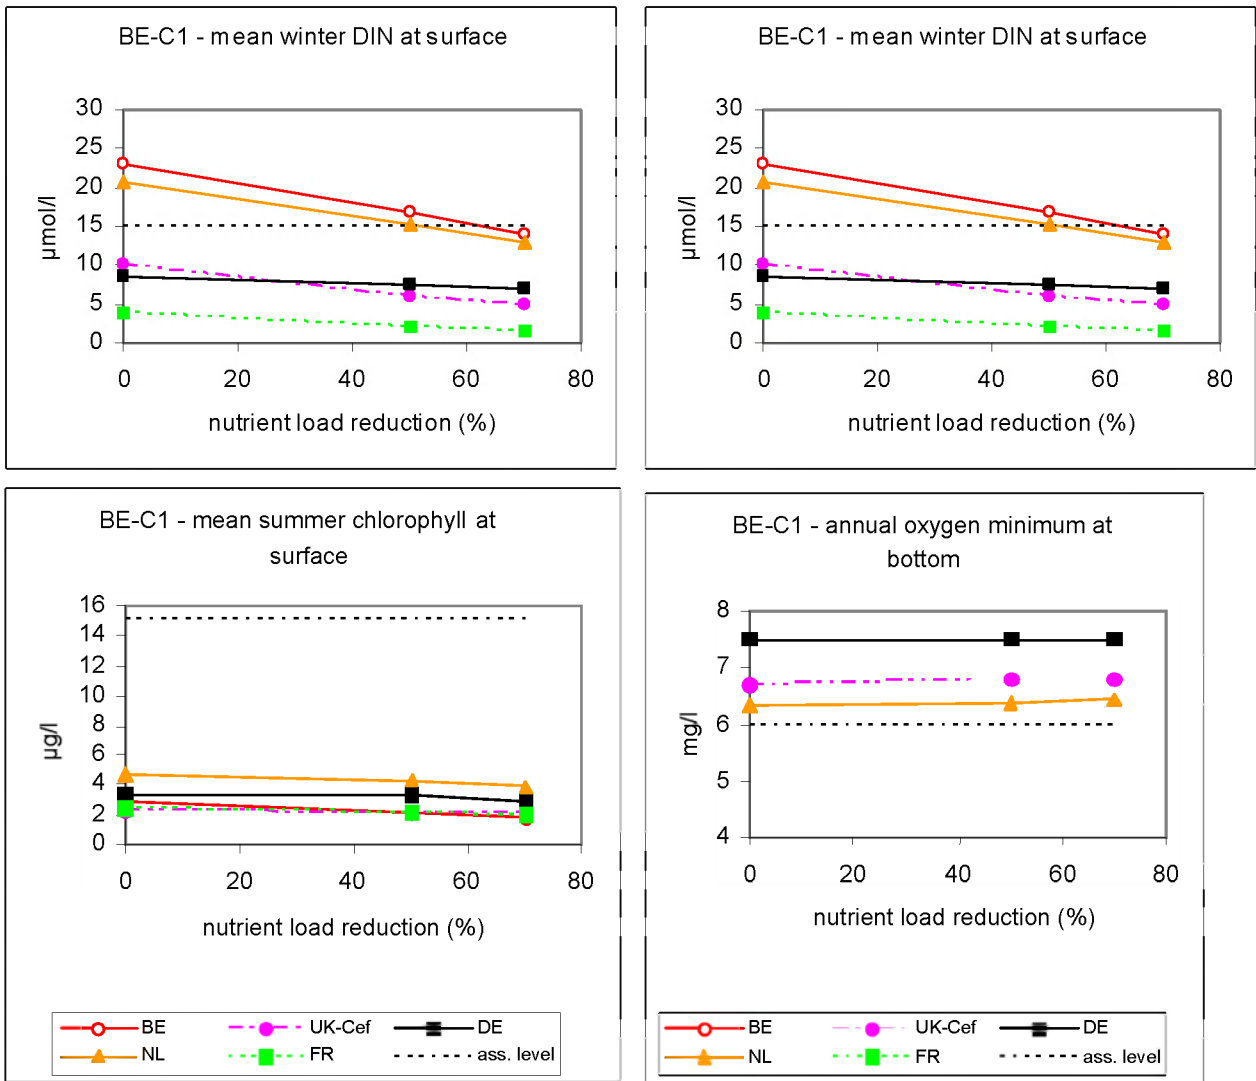 BE-C1 - mean winter DIN at surface
30
25
20
15
10
5
0
µmol/l
0 20 40 60 80
nutrient load reduction (%)
BE-C1 - mean winter DIN at surface
30
25
20
15
10
5
0
µmol/l
0 20 40 60 80
nutrient load reduction (%)
BE-C1 - mean summer chlorophyll at
surface
16
14
12
10
8
6
4
2
0
µg/l
0 20 40 60 80
nutrient load reduction (%)
BE UK-Cef DE
NL FR ass. level
BE-C1 - annual oxygen minimum at
bottom
8
7
6
5
4
mg/l
0 20 40 60 80
nutrient load reduction (%)
BE UK-Cef DE
NL FR ass. level